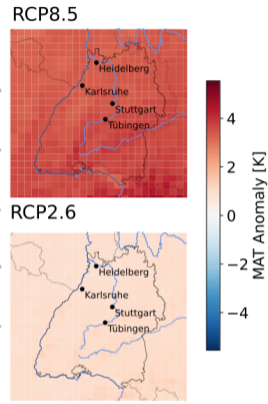 RCP8.5
Heidelberg
Karlsruhe
Stuttgart
Tübingen
RCP2.6
Heidelberg
Karlsruhe
Stuttgart
Tübingen
4
2
0
−2
−4
MAT Anomaly [K]